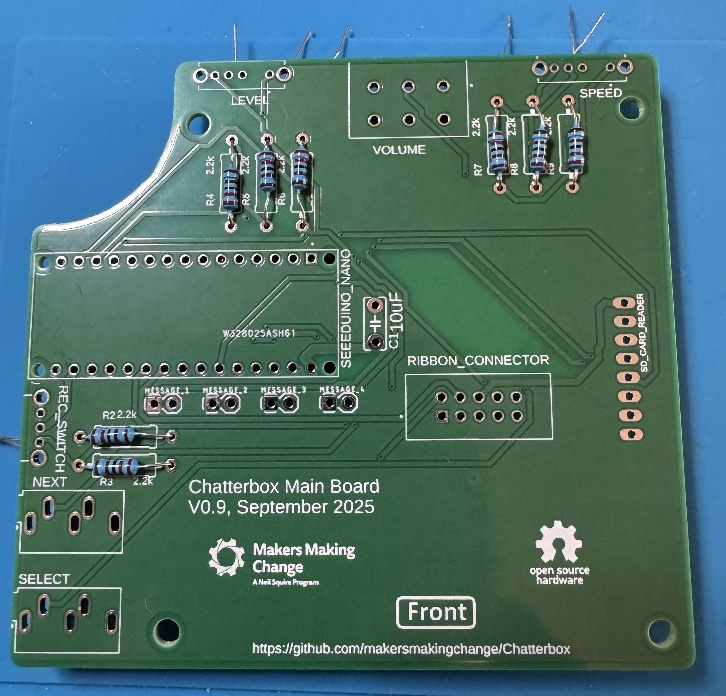 LEVEL
VOLUME
SPEED
2.2k
2.2k
2.2k
R4
R5
R6
2.2k
2.2k
2.2k
R7
R8
R9
SEEEDUINO_NANO
W328025ASH61
C1
10uF
SD_CARD_READER
RIBBON_CONNECTOR
MESSAGE_1
MESSAGE_2
MESSAGE_3
MESSAGE_4
REC_SWITCH
R2 2.2k
R3 2.2k
NEXT
SELECT
Chatterbox Main Board
V0.9, September 2025
Makers Making
Change
A Neil Squire Program
open source
hardware
Front
https://github.com/makersmakingchange/Chatterbox